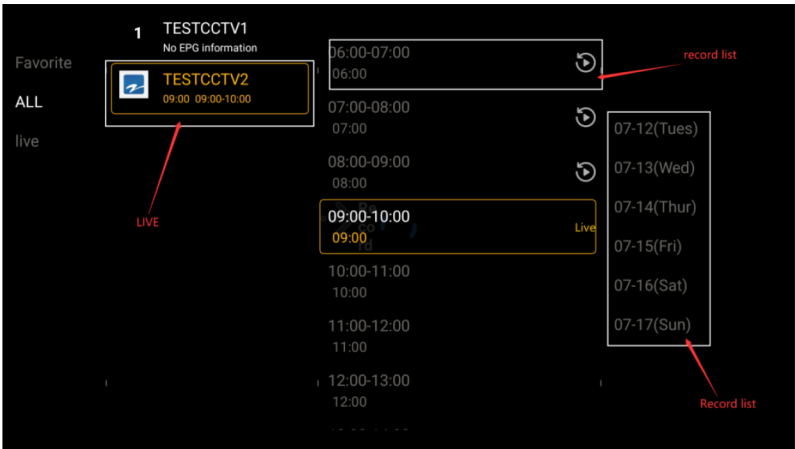 Favorite
ALL
live
1 TESTCCTV1
No EPG information
TESTCCTV2
09:00 09:00-10:00
LIVE
06:00-07:00
06:00
07:00-08:00
07:00
08:00-09:00
08:00
09:00-10:00
09:00
Live
Re
co
rd
10:00-11:00
10:00
11:00-12:00
11:00
12:00-13:00
12:00
record list
07-12(Tues)
07-13(Wed)
07-14(Thur)
07-15(Fri)
07-16(Sat)
07-17(Sun)
Record list